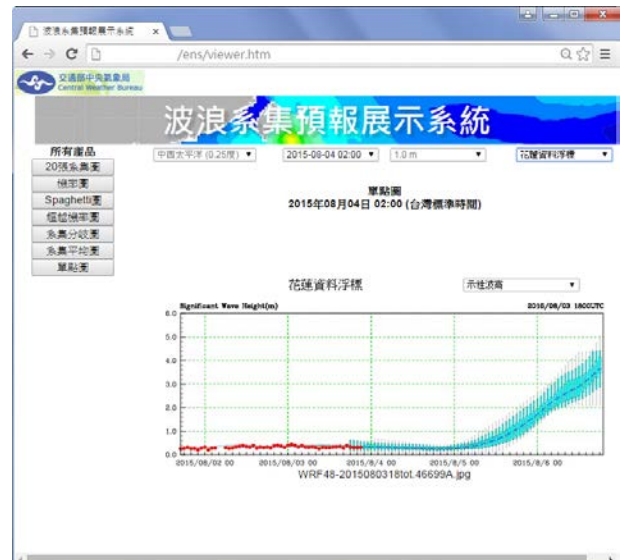 波浪系集預報展示系統
/ens/viewer.htm
交通部中央氣象局
Central Weather Bureau
波浪系集預報展示系統
所有產品
中西太平洋 (0.25度)
2015-08-04 02:00
1.0 m
花蓮資料浮標
20張系集圖
機率圖
Spaghetti圖
超越機率圖
系集分歧圖
系集平均圖
單點圖
單點圖
2015年08月04日 02:00 (台灣標準時間)
花蓮資料浮標
示性波高
Significant Wave Height(m)
2015/08/03 1800UTC
6.0
5.0
4.0
3.0
2.0
1.0
0.0
2015/08/02 00
2015/08/03 00
2015/8/4 00
2015/8/5 00
2015/8/6 00
WRF48-2015080318tot.46699A.jpg